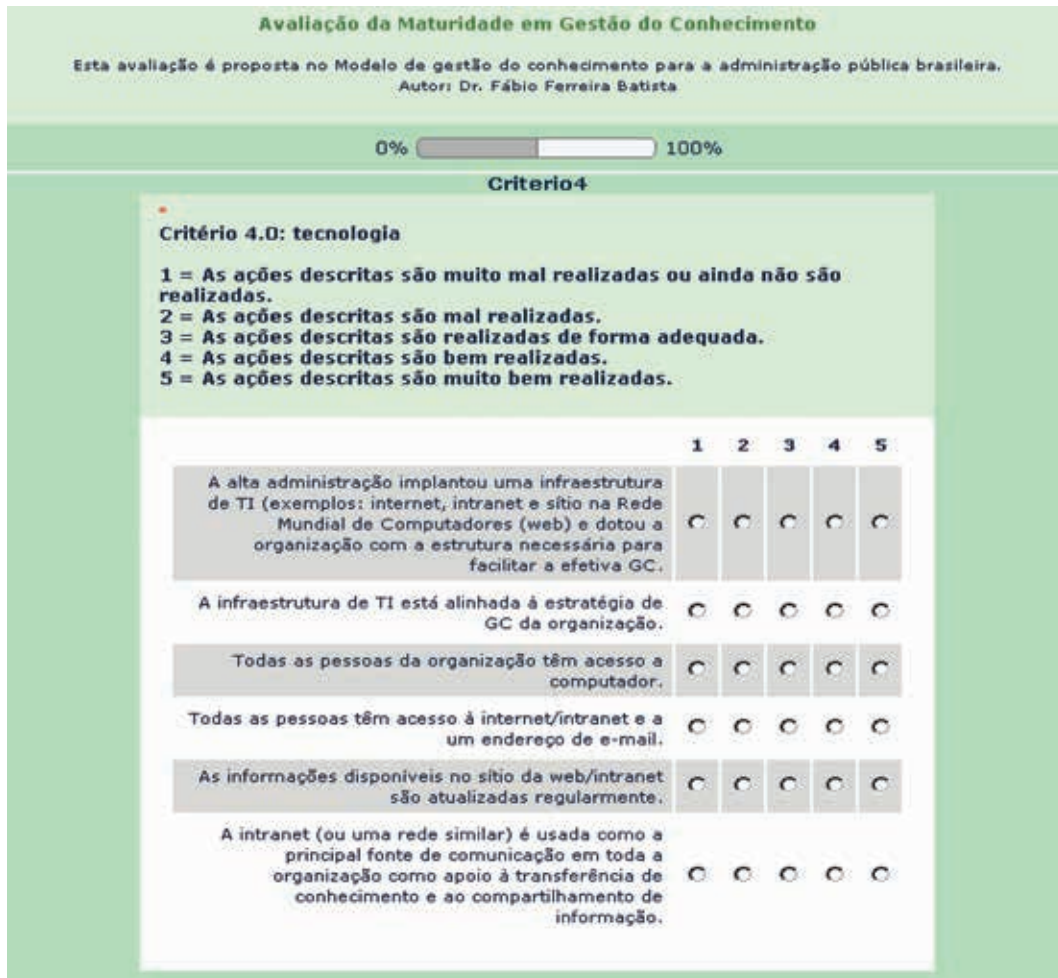 Avaliação da Maturidade em Gestão do Conhecimento
Esta avaliação é proposta no Modelo de gestão do conhecimento para a administração pública brasileira.
Autor: Dr. Fábio Ferreira Batista
0% 100%
Criterio4
*
Critério 4.0: tecnologia
1 = As ações descritas são muito mal realizadas ou ainda não são
realizadas.
2 = As ações descritas são mal realizadas.
3 = As ações descritas são realizadas de forma adequada.
4 = As ações descritas são bem realizadas.
5 = As ações descritas são muito bem realizadas.
1 2 3 4 5
A alta administração implantou uma infraestrutura
de TI (exemplos: internet, intranet e sítio na Rede
Mundial de Computadores (web) e dotou a
organização com a estrutura necessária para
facilitar a efetiva GC.
A infraestrutura de TI está alinhada à estratégia de
GC da organização.
Todas as pessoas da organização têm acesso a
computador.
Todas as pessoas têm acesso à internet/intranet e a
um endereço de e-mail.
As informações disponíveis no sítio da web/intranet
são atualizadas regularmente.
A intranet (ou uma rede similar) é usada como a
principal fonte de comunicação em toda a
organização como apoio à transferência de
conhecimento e ao compartilhamento de
informação.